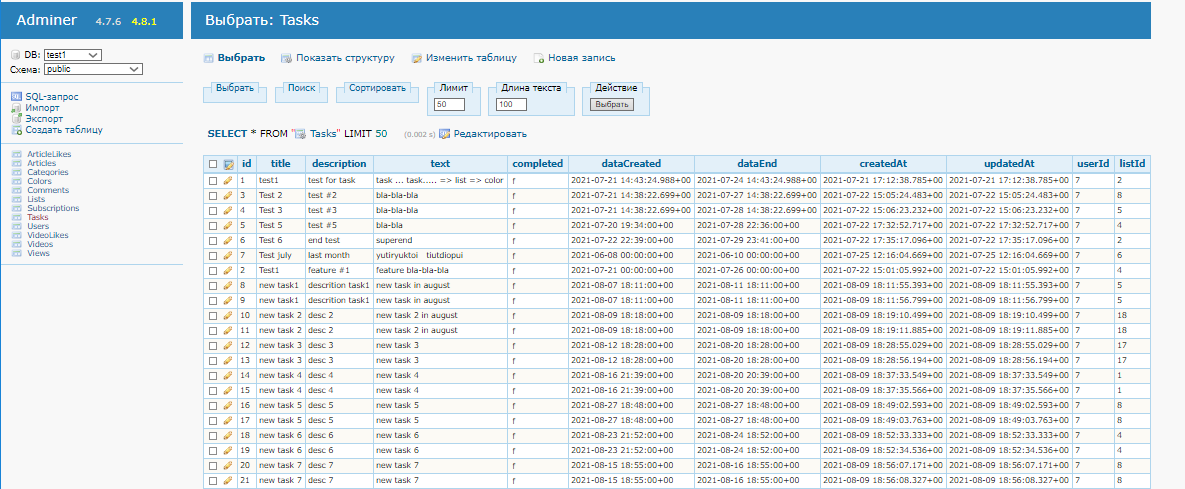 Adminer 4.7.6 4.8.1
Выбрать: Tasks
DB: test1
Схема: public
SQL-запрос
Импорт
Экспорт
Создать таблицу
ArticleLikes
Articles
Categories
Colors
Comments
Lists
Subscriptions
Tasks
Users
VideoLikes
Videos
Views
Выбрать Показать структуру Изменить таблицу Новая запись
Выбрать Поиск Сортировать Лимит Длина текста Действие
50 100 Выбрать
SELECT * FROM "Tasks" LIMIT 50 (0.002 s) Редактировать
id title description text completed dataCreated dataEnd createdAt updatedAt userId listId
1 test1 test for task task ... task..... => list => color f 2021-07-21 14:43:24.988+00 2021-07-24 14:43:24.988+00 2021-07-21 17:12:38.785+00 2021-07-21 17:12:38.785+00 7 2
3 Test 2 test #2 bla-bla-bla f 2021-07-21 14:38:22.699+00 2021-07-27 14:38:22.699+00 2021-07-22 15:05:24.483+00 2021-07-22 15:05:24.483+00 7 8
4 Test 3 test #3 bla-bla-bla f 2021-07-21 14:38:22.699+00 2021-07-28 14:38:22.699+00 2021-07-22 15:06:23.232+00 2021-07-22 15:06:23.232+00 7 5
5 Test 5 test #5 bla-bla f 2021-07-20 19:34:00+00 2021-07-28 22:36:00+00 2021-07-22 17:32:52.717+00 2021-07-22 17:32:52.717+00 7 4
6 Test 6 end test superend f 2021-07-22 22:39:00+00 2021-07-29 23:41:00+00 2021-07-22 17:35:17.096+00 2021-07-22 17:35:17.096+00 7 2
7 Test july last month yutiryuktoi tiutdiopui f 2021-06-08 00:00:00+00 2021-06-10 00:00:00+00 2021-07-25 12:16:04.669+00 2021-07-25 12:16:04.669+00 7 6
2 Test1 feature #1 feature bla-bla-bla f 2021-07-21 00:00:00+00 2021-07-26 00:00:00+00 2021-07-22 15:01:05.992+00 2021-07-22 15:01:05.992+00 7 4
8 new task1 descrition task1 new task in august f 2021-08-07 18:11:00+00 2021-08-11 18:11:00+00 2021-08-09 18:11:55.393+00 2021-08-09 18:11:55.393+00 7 5
9 new task1 descrition task1 new task in august f 2021-08-07 18:11:00+00 2021-08-11 18:11:00+00 2021-08-09 18:11:56.799+00 2021-08-09 18:11:56.799+00 7 5
10 new task 2 desc 2 new task 2 in august f 2021-08-09 18:18:00+00 2021-08-20 18:18:00+00 2021-08-09 18:19:10.499+00 2021-08-09 18:19:10.499+00 7 18
11 new task 2 desc 2 new task 2 in august f 2021-08-09 18:18:00+00 2021-08-20 18:18:00+00 2021-08-09 18:19:11.885+00 2021-08-09 18:19:11.885+00 7 18
12 new task 3 desc 3 new task 3 f 2021-08-12 18:28:00+00 2021-08-20 18:28:00+00 2021-08-09 18:28:55.029+00 2021-08-09 18:28:55.029+00 7 17
13 new task 3 desc 3 new task 3 f 2021-08-12 18:28:00+00 2021-08-20 18:28:00+00 2021-08-09 18:28:56.194+00 2021-08-09 18:28:56.194+00 7 17
14 new task 4 desc 4 new task 4 f 2021-08-16 21:39:00+00 2021-08-20 20:39:00+00 2021-08-09 18:37:33.549+00 2021-08-09 18:37:33.549+00 7 1
15 new task 4 desc 4 new task 4 f 2021-08-16 21:39:00+00 2021-08-20 20:39:00+00 2021-08-09 18:37:35.566+00 2021-08-09 18:37:35.566+00 7 1
16 new task 5 desc 5 new task 5 f 2021-08-27 18:48:00+00 2021-08-27 18:48:00+00 2021-08-09 18:49:02.593+00 2021-08-09 18:49:02.593+00 7 8
17 new task 5 desc 5 new task 5 f 2021-08-27 18:48:00+00 2021-08-27 18:48:00+00 2021-08-09 18:49:03.763+00 2021-08-09 18:49:03.763+00 7 8
18 new task 6 desc 6 new task 6 f 2021-08-23 21:52:00+00 2021-08-24 18:52:00+00 2021-08-09 18:52:33.333+00 2021-08-09 18:52:33.333+00 7 4
19 new task 6 desc 6 new task 6 f 2021-08-23 21:52:00+00 2021-08-24 18:52:00+00 2021-08-09 18:52:34.536+00 2021-08-09 18:52:34.536+00 7 4
20 new task 7 desc 7 new task 7 f 2021-08-15 18:55:00+00 2021-08-16 18:55:00+00 2021-08-09 18:56:07.171+00 2021-08-09 18:56:07.171+00 7 8
21 new task 7 desc 7 new task 7 f 2021-08-15 18:55:00+00 2021-08-16 18:55:00+00 2021-08-09 18:56:08.327+00 2021-08-09 18:56:08.327+00 7 8